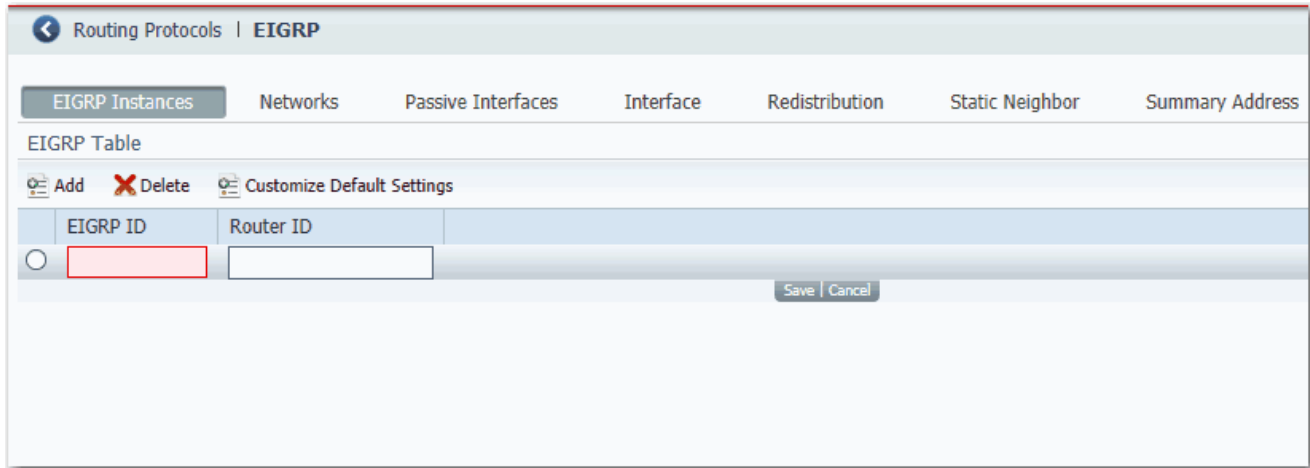 Routing Protocols | EIGRP
EIGRP Instances Networks Passive Interfaces Interface Redistribution Static Neighbor Summary Address
EIGRP Table
Add Delete Customize Default Settings
EIGRP ID Router ID
Save | Cancel